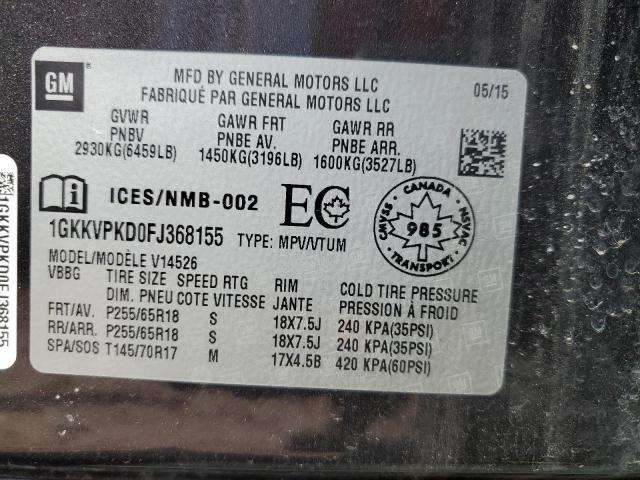 GM
MFD BY GENERAL MOTORS LLC
FABRIQUÉ PAR GENERAL MOTORS LLC
05/15
GVWR GAWR FRT GAWR RR
PNBV PNBE AV. PNBE ARR.
2930KG(6459LB) 1450KG(3196LB) 1600KG(3527LB)
ICES/NMB-002 EC
1GKKVPKD0FJ368155 TYPE: MPV/VTUM
CANADA
SVAMC NSVAC
985
TRANSPORT
MODEL/MODÈLE V14526
VBBG TIRE SIZE SPEED RTG RIM COLD TIRE PRESSURE
DIM. PNEU COTE VITESSE JANTE PRESSION À FROID
FRT/AV. P255/65R18 S 18X7.5J 240 KPA(35PSI)
RR/ARR. P255/65R18 S 18X7.5J 240 KPA(35PSI)
SPA/SOS T145/70R17 M 17X4.5B 420 KPA(60PSI)
1GKKVPKD0FJ368155